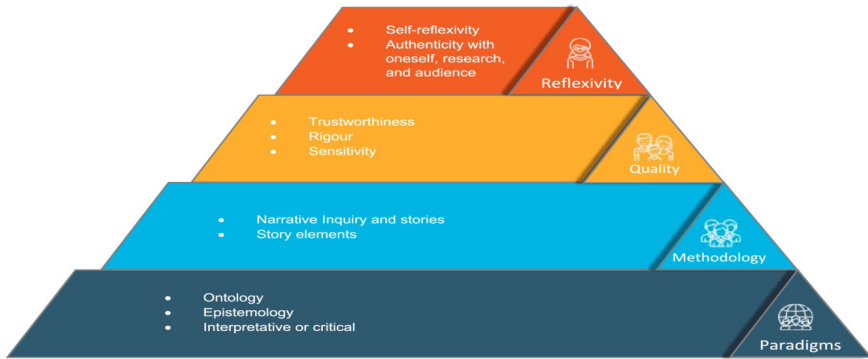 Self-reflexivity
Authenticity with
oneself, research,
and audience
Reflexivity
Trustworthiness
Rigour
Sensitivity
Quality
Narrative Inquiry and stories
Story elements
Methodology
Ontology
Epistemology
Interpretative or critical
Paradigms